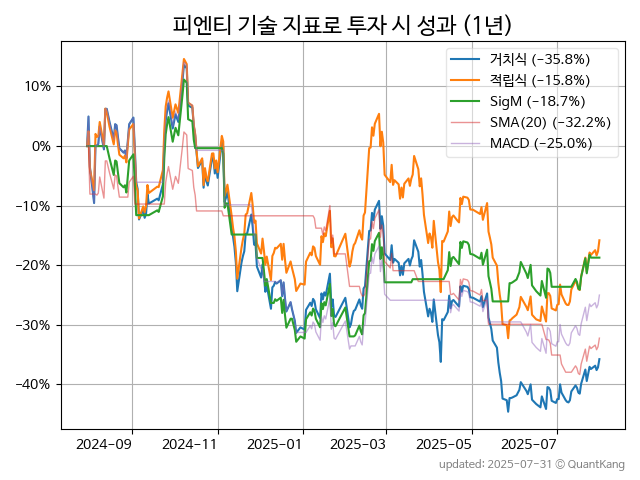 피엔티 기술 지표로 투자 시 성과 (1년)
거치식 (−35.8%)
적립식 (−15.8%)
SigM (−18.7%)
SMA(20) (−32.2%)
MACD (−25.0%)
10%
0%
−10%
−20%
−30%
−40%
2024-09
2024-11
2025-01
2025-03
2025-05
2025-07
updated: 2025-07-31 © QuantKang